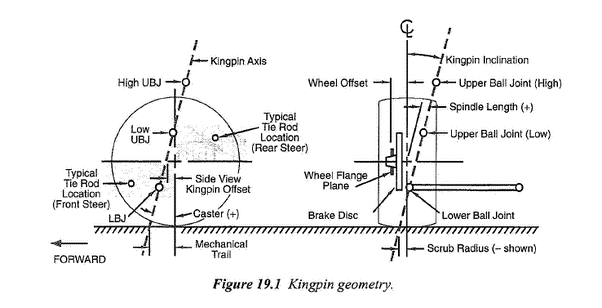 Kingpin Axis
High UBJ
Low
UBJ
Typical
Tie Rod
Location
(Rear Steer)
Typical
Tie Rod
Location
(Front Steer)
Side View
Kingpin Offset
LBJ
Caster (+)
Mechanical
Trail
FORWARD
℄
Kingpin Inclination
Wheel Offset
Upper Ball Joint (High)
Spindle Length (+)
Upper Ball Joint (Low)
Wheel Flange
Plane
Brake Disc
Lower Ball Joint
Scrub Radius (– shown)
Figure 19.1 Kingpin geometry.